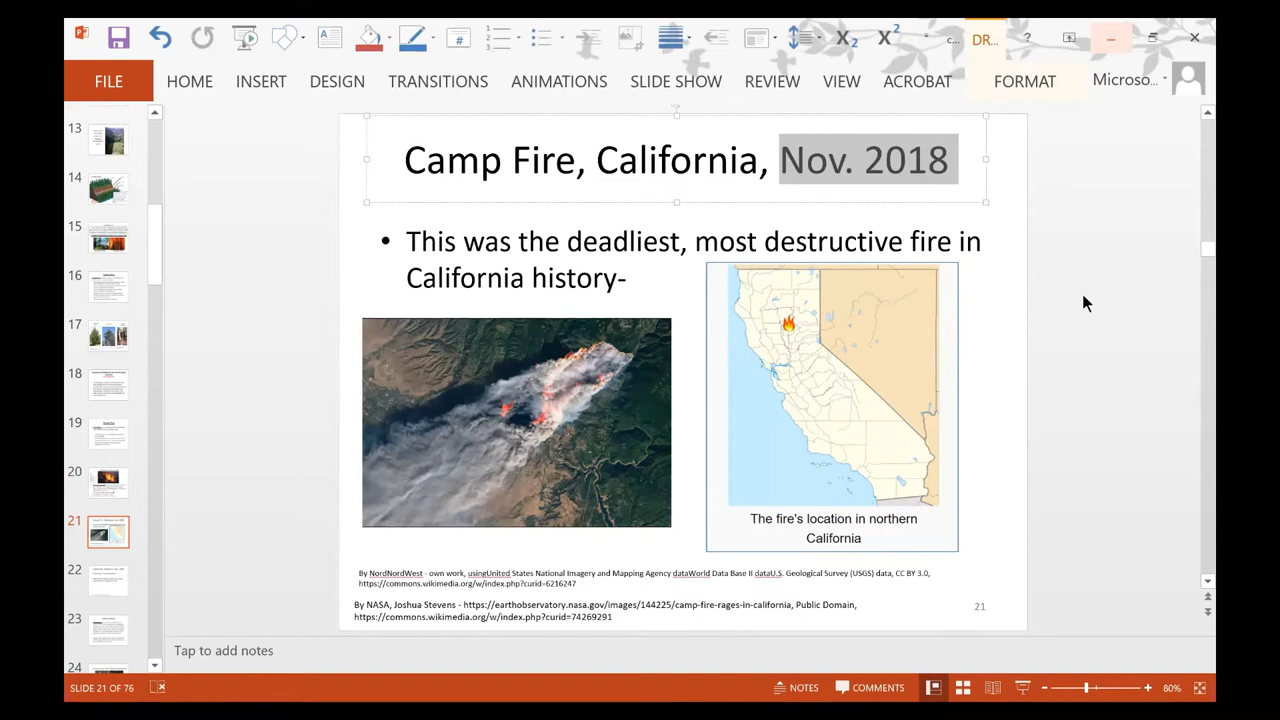 c... DR... ?
FILE HOME INSERT DESIGN TRANSITIONS ANIMATIONS SLIDE SHOW REVIEW VIEW ACROBAT FORMAT Microso...
13
14
15
16
17
18
19
20
21
22
23
24
Camp Fire, California, Nov. 2018
• This was the deadliest, most destructive fire in
California history-
The fire's location in northern
California
By NordNordWest - own work, usingUnited States National Imagery and Mapping Agency dataWorld Data Base II dataU.S. Geological Survey (USGS) data, CC BY 3.0,
https://commons.wikimedia.org/w/index.php?curid=6216247
By NASA, Joshua Stevens - https://earthobservatory.nasa.gov/images/144225/camp-fire-rages-in-california, Public Domain,
https://commons.wikimedia.org/w/index.php?curid=74269291
21
Tap to add notes
SLIDE 21 OF 76 NOTES COMMENTS 80%